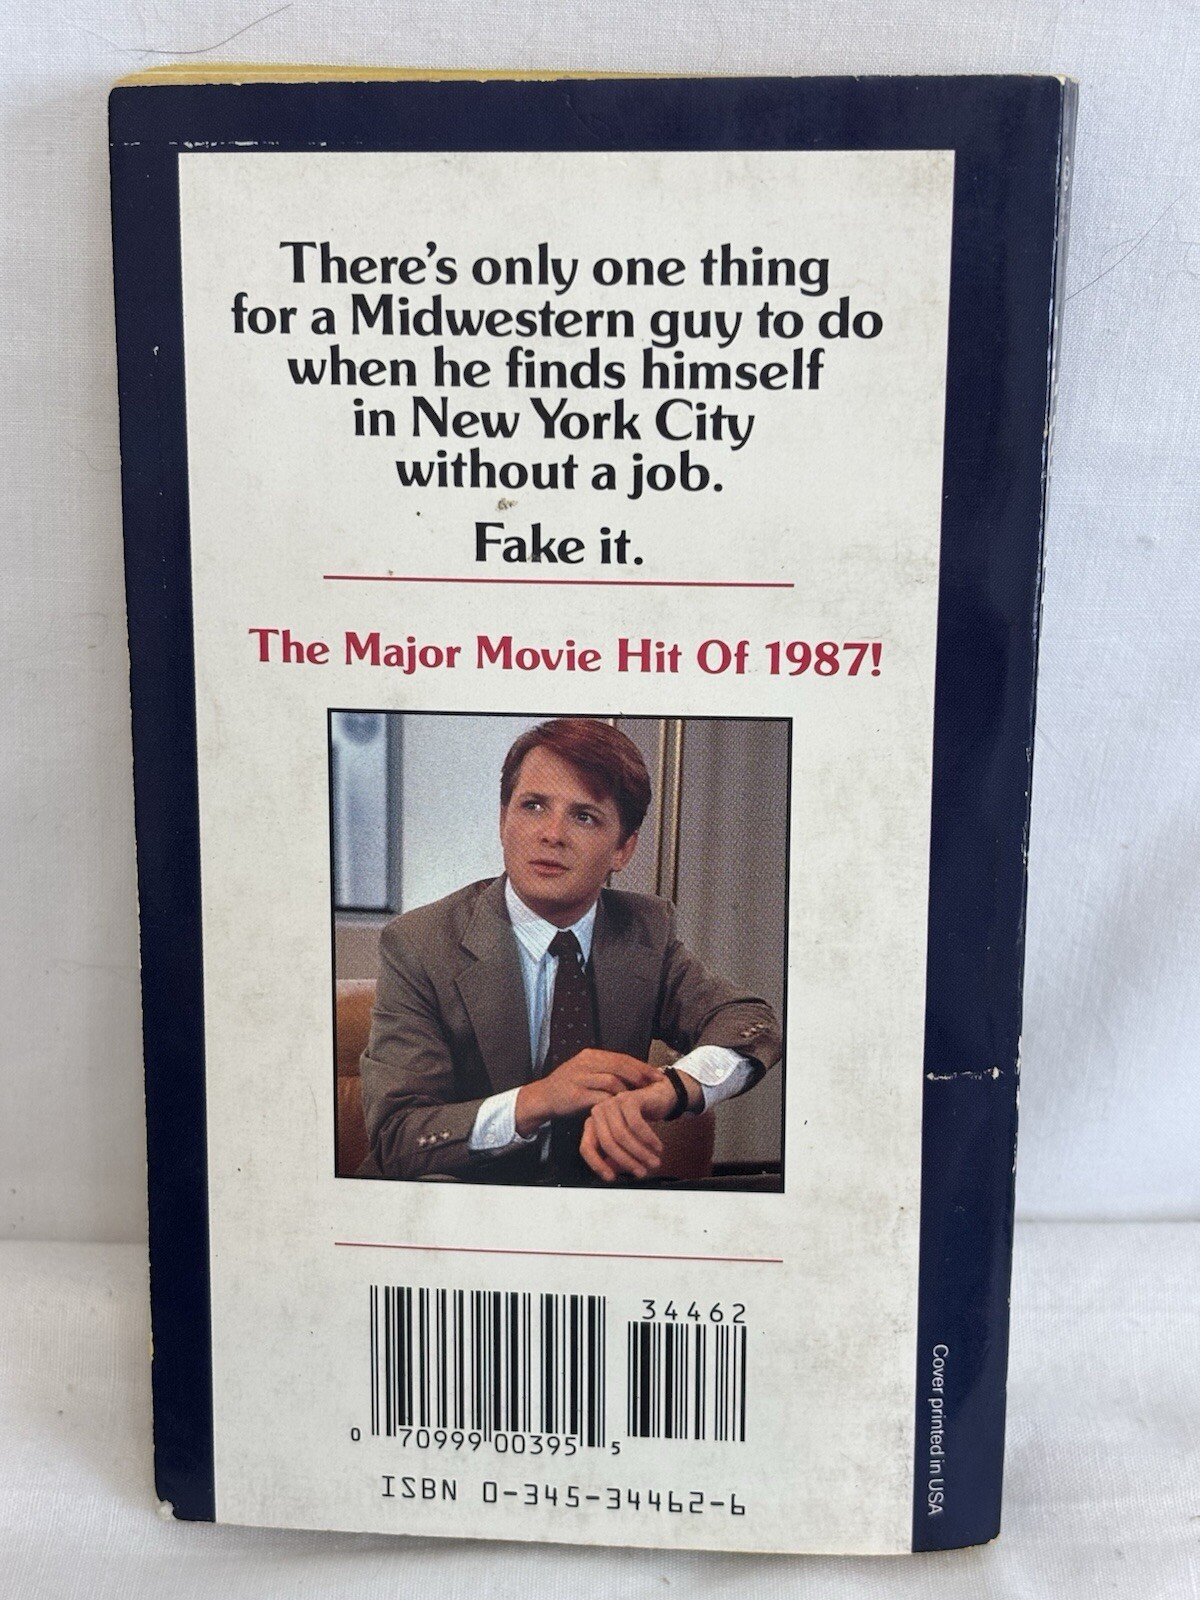 There's only one thing
for a Midwestern guy to do
when he finds himself
in New York City
without a job.
Fake it.
The Major Movie Hit Of 1987!
34462
0 70999 00395 5
ISBN 0-345-34462-6
Cover printed in USA